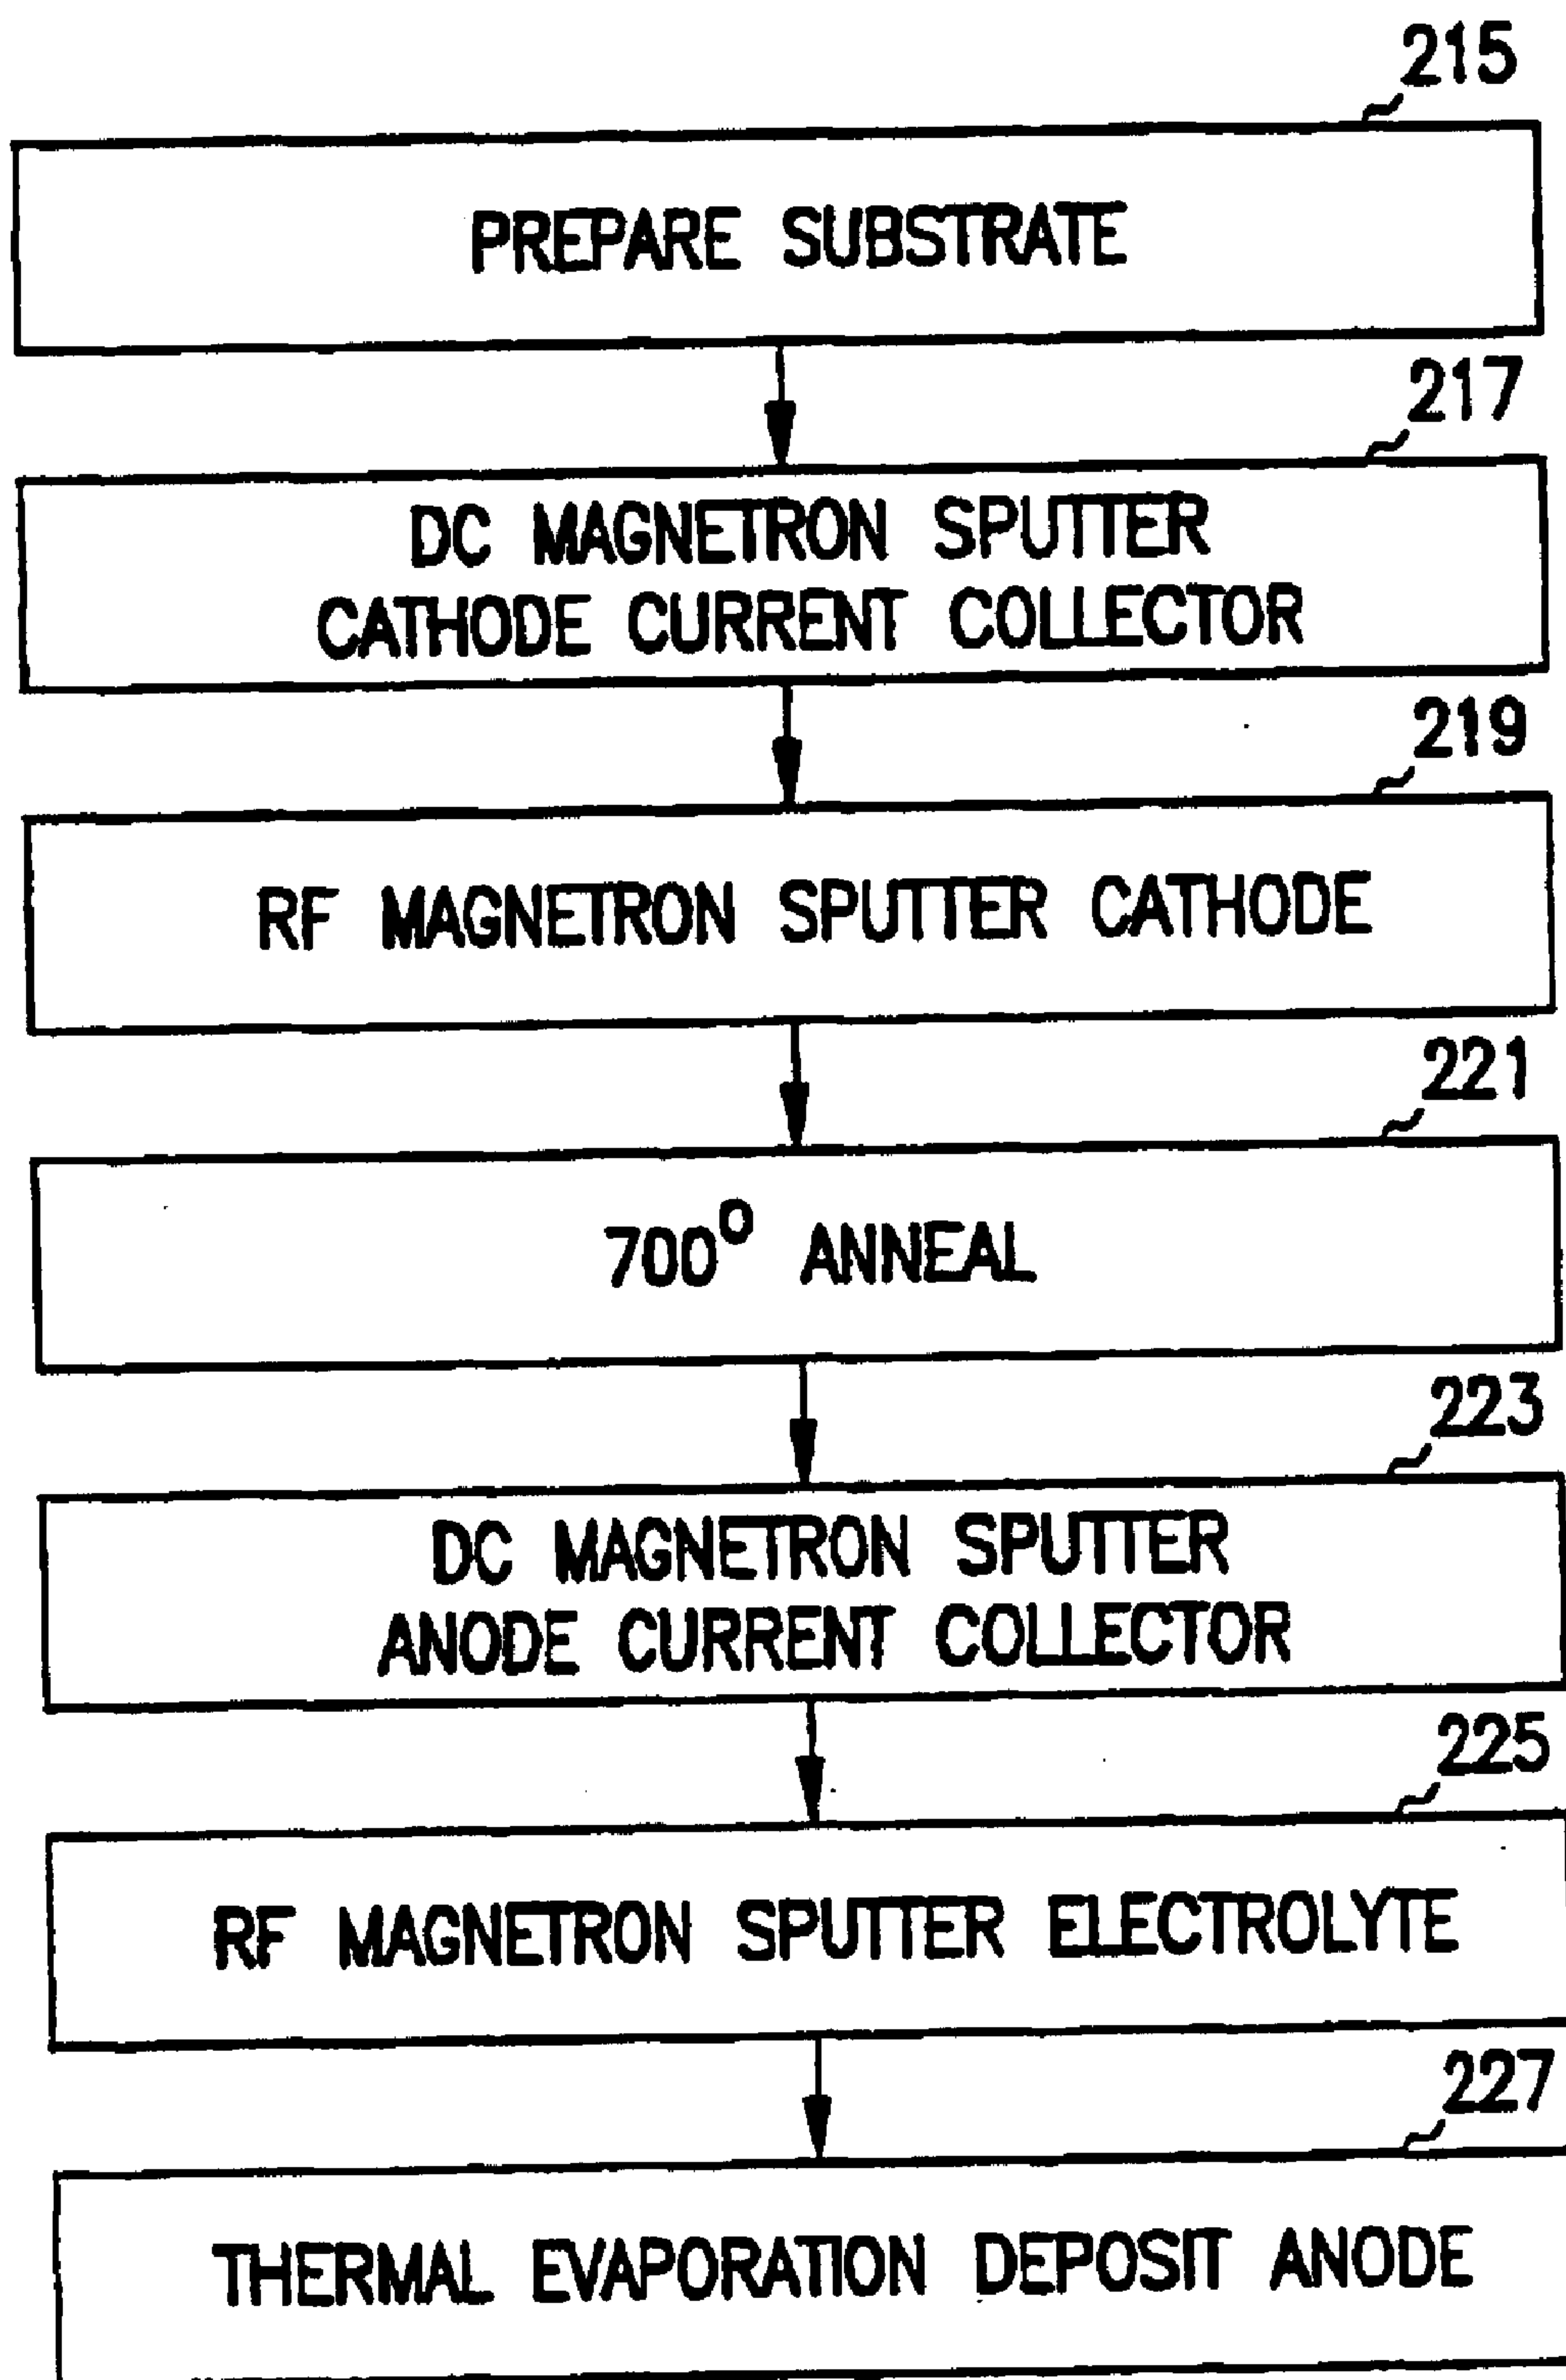 215
PREPARE SUBSTRATE
217
DC MAGNETRON SPUTTER
CATHODE CURRENT COLLECTOR
219
RF MAGNETRON SPUTTER CATHODE
221
700° ANNEAL
223
DC MAGNETRON SPUTTER
ANODE CURRENT COLLECTOR
225
RF MAGNETRON SPUTTER ELECTROLYTE
227
THERMAL EVAPORATION DEPOSIT ANODE